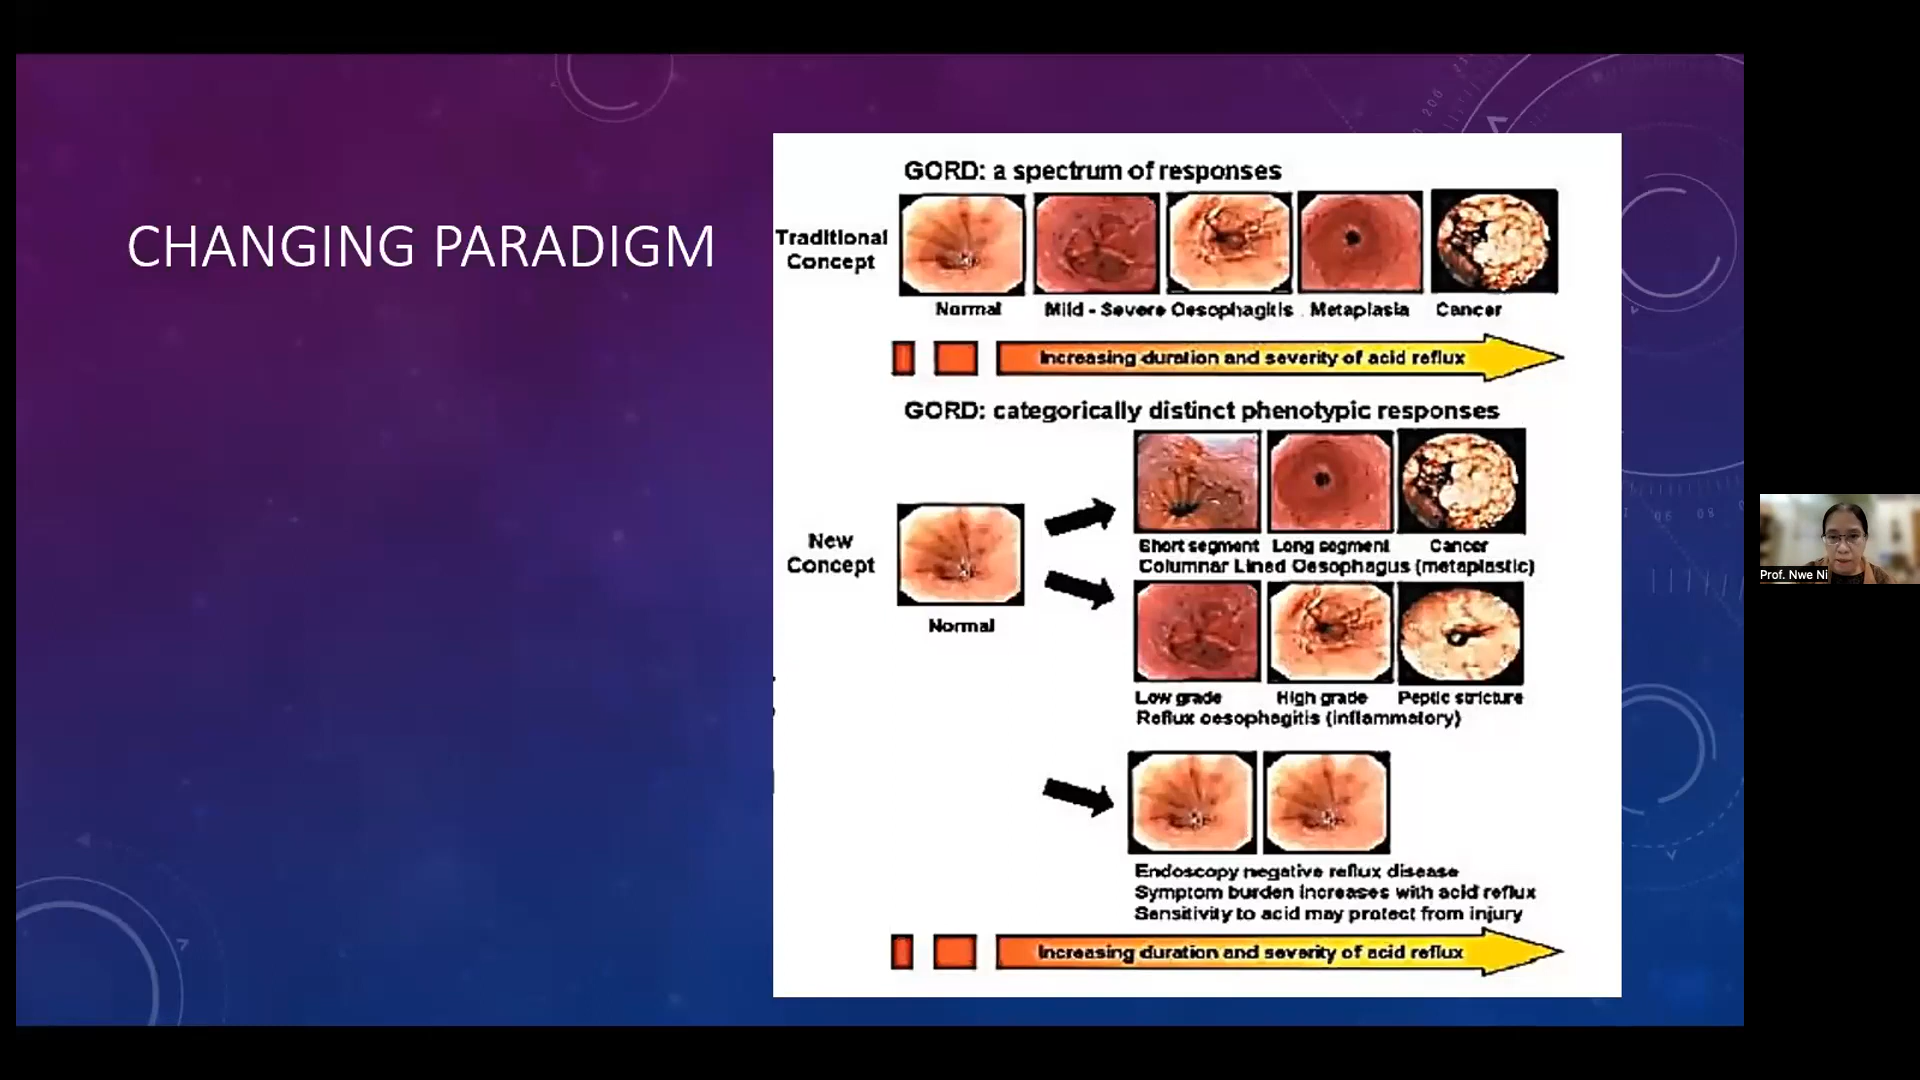 CHANGING PARADIGM
GORD: a spectrum of responses
Traditional
Concept
Normal
Mild - Severe Oesophagitis
Metaplasia
Cancer
Increasing duration and severity of acid reflux
GORD: categorically distinct phenotypic responses
New
Concept
Normal
Short segment
Long segment
Cancer
Columnar Lined Oesophagus (metaplastic)
Low grade
High grade
Peptic stricture
Reflux oesophagitis (inflammatory)
Endoscopy negative reflux disease
Symptom burden increases with acid reflux
Sensitivity to acid may protect from injury
Increasing duration and severity of acid reflux
Prof. Nwe Ni